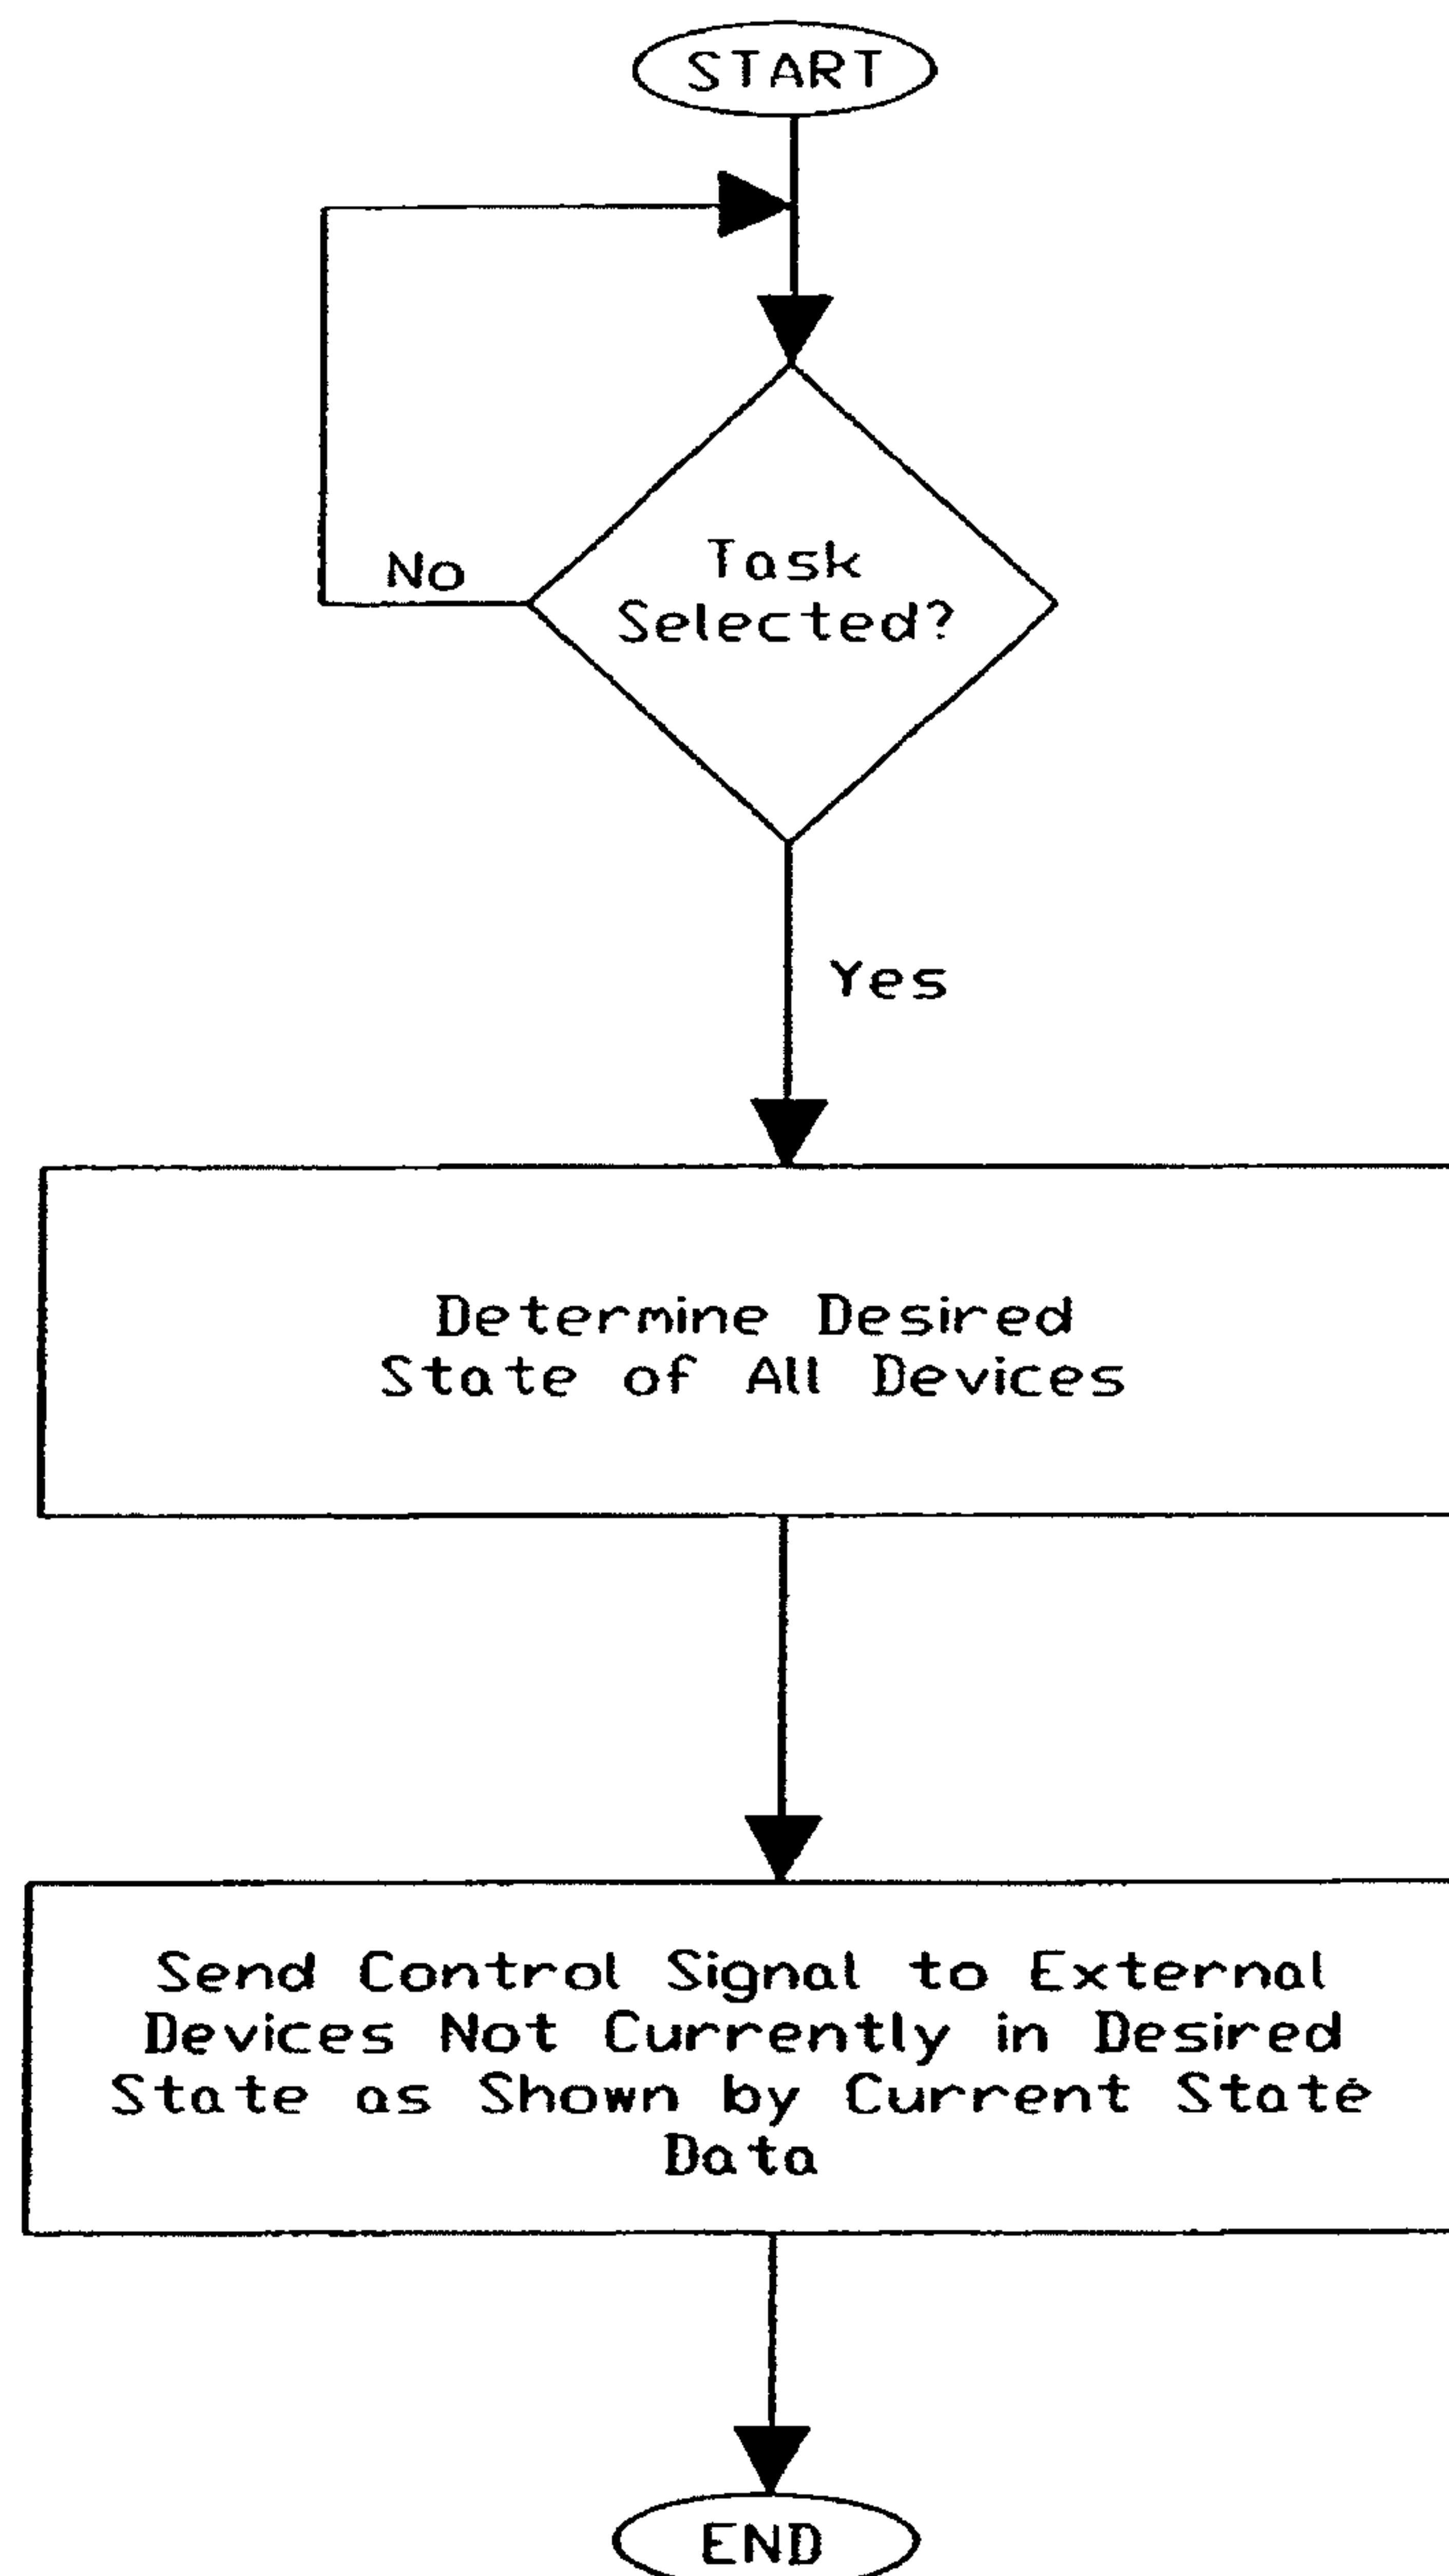 START
No
Task
Selected?
Yes
Determine Desired
State of All Devices
Send Control Signal to External
Devices Not Currently in Desired
State as Shown by Current State
Data
END